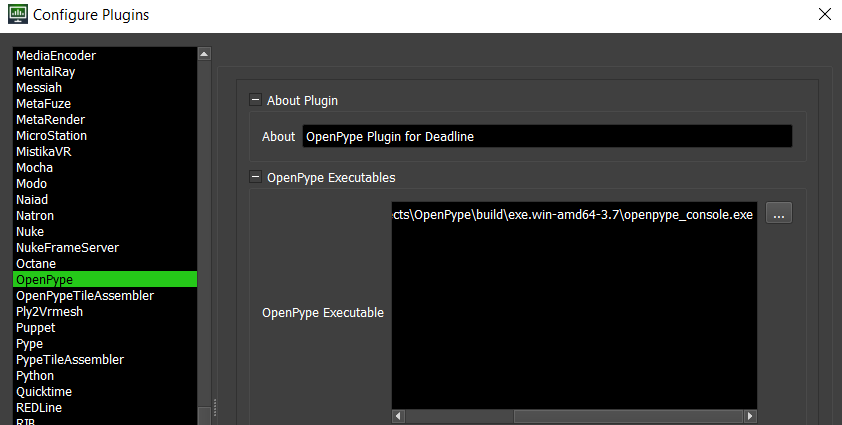 Configure Plugins
MediaEncoder
MentalRay
Messiah
MetaFuze
MetaRender
MicroStation
MistikaVR
Mocha
Modo
Naiad
Natron
Nuke
NukeFrameServer
Octane
OpenPype
OpenPypeTileAssembler
Ply2Vrmesh
Puppet
Pype
PypeTileAssembler
Python
Quicktime
REDLine
RIB
About Plugin
About OpenPype Plugin for Deadline
OpenPype Executables
OpenPype Executable
cts\OpenPype\build\exe.win-amd64-3.7\openpype_console.exe
...